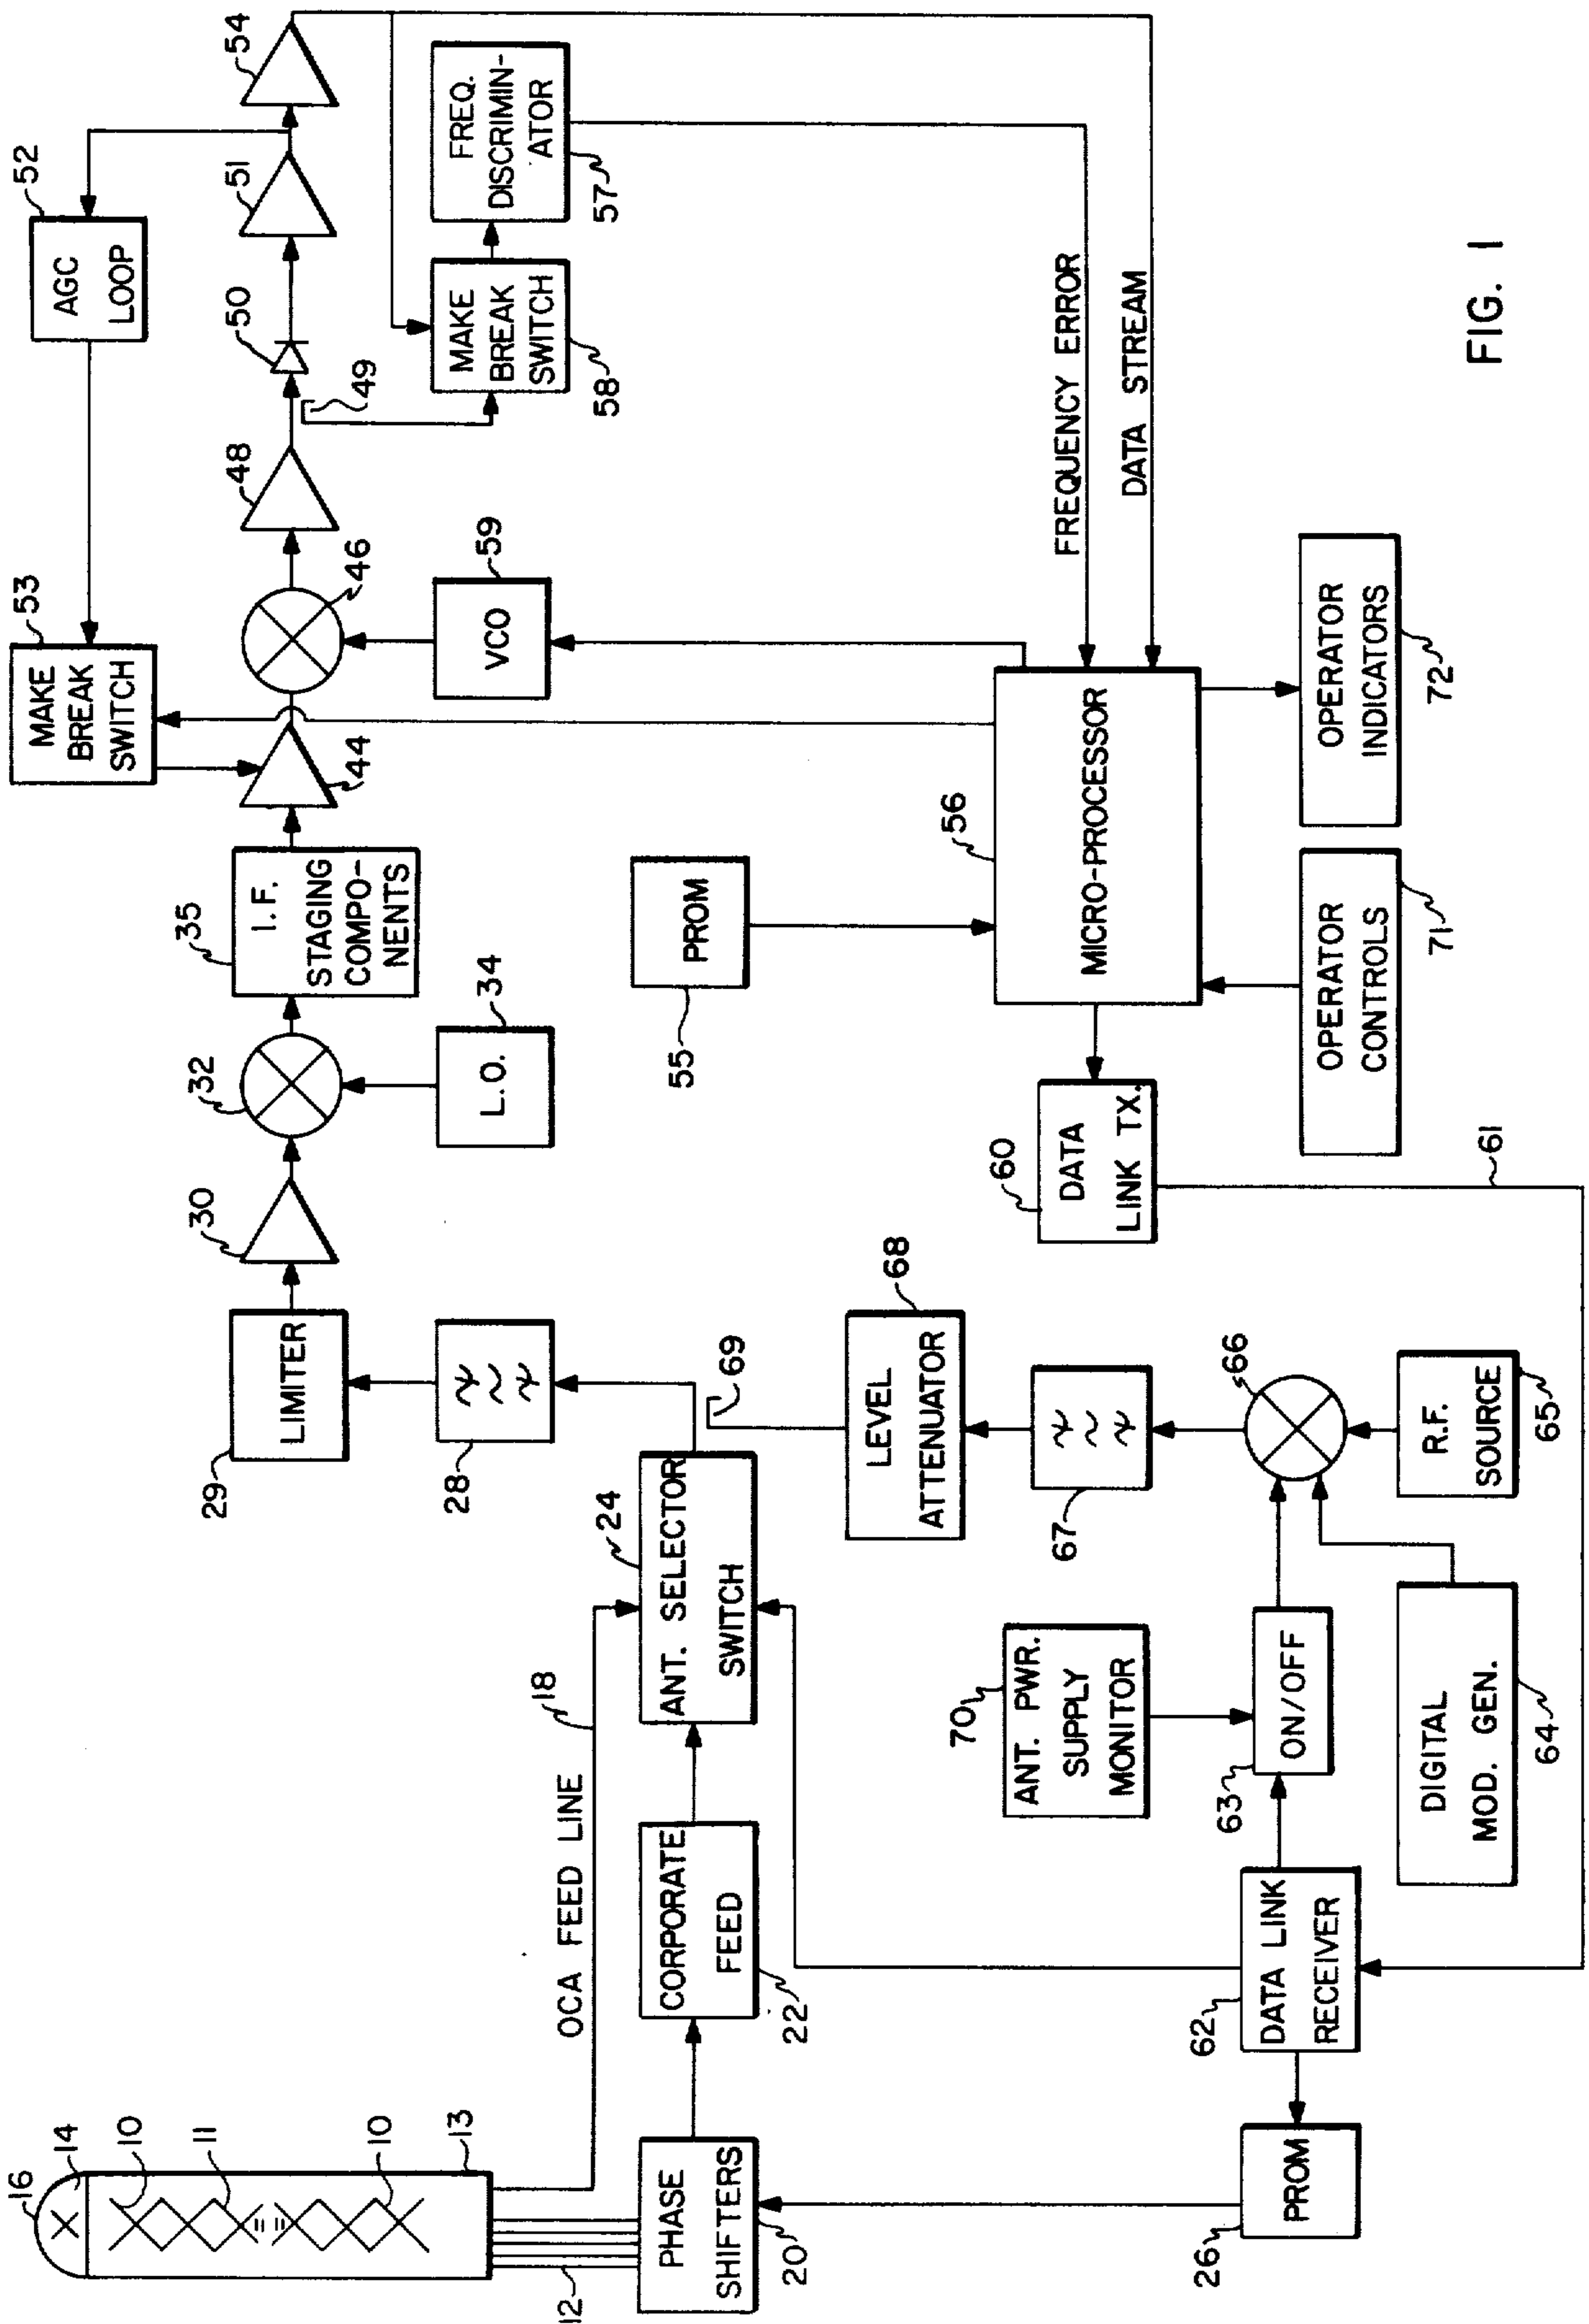 16
14
10
11
10
13
12
OCA FEED LINE
18
PHASE
SHIFTERS
20
CORPORATE
FEED
22
ANT. SELECTOR
SWITCH
24
PROM
26
28
LIMITER
29
30
32
L.O.
34
I.F.
STAGING
COMPO-
NENTS
35
44
MAKE
BREAK
SWITCH
53
46
VCO
59
48
49
50
51
AGC
LOOP
52
54
MAKE
BREAK
SWITCH
58
FREQ.
DISCRIMIN-
ATOR
57
FREQUENCY ERROR
DATA STREAM
PROM
55
MICRO-PROCESSOR
56
OPERATOR
INDICATORS
72
OPERATOR
CONTROLS
71
DATA
LINK TX.
60
61
DATA LINK
RECEIVER
62
ON/OFF
63
ANT. PWR.
SUPPLY
MONITOR
70
DIGITAL
MOD. GEN.
64
R.F.
SOURCE
65
66
67
LEVEL
ATTENUATOR
68
69
FIG. 1